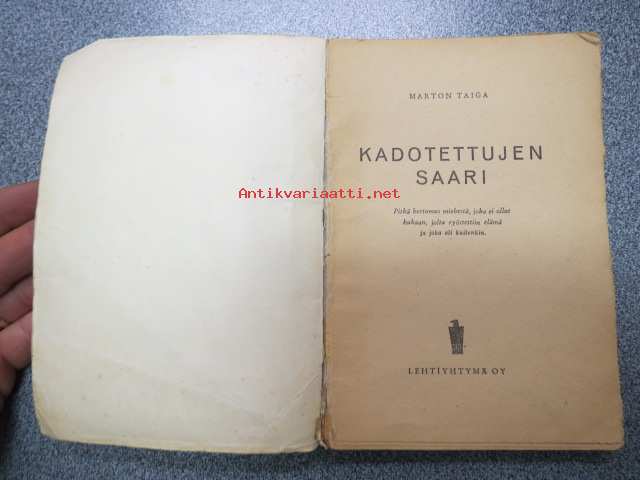 MARTON TAIGA
KADOTETTUJEN
SAARI
Antikvariaatti.net
Pitkä kertomus miehestä, joka ei ollut
kukaan, jolta ryöstettiin elämä
ja joka eli kuitenkin.
LEHTIYHTYMÄ OY